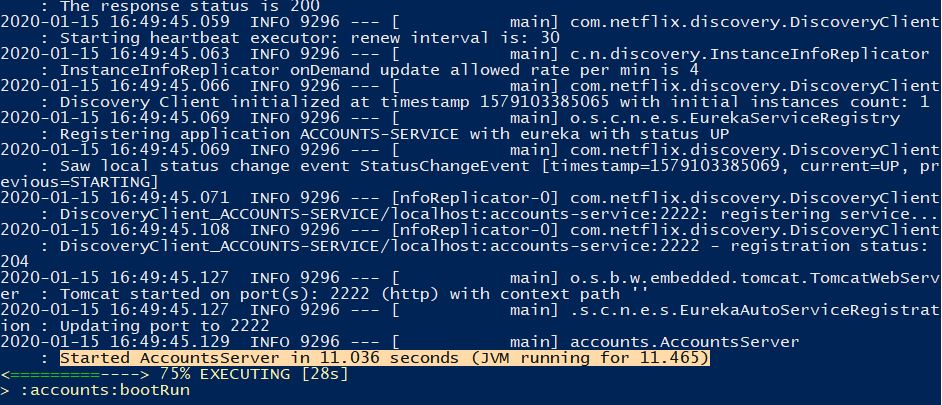 : The response status is 200
2020-01-15 16:49:45.059  INFO 9296 --- [           main] com.netflix.discovery.DiscoveryClient
    : Starting heartbeat executor: renew interval is: 30
2020-01-15 16:49:45.063  INFO 9296 --- [           main] c.n.discovery.InstanceInfoReplicator
    : InstanceInfoReplicator onDemand update allowed rate per min is 4
2020-01-15 16:49:45.066  INFO 9296 --- [           main] com.netflix.discovery.DiscoveryClient
    : Discovery Client initialized at timestamp 1579103385065 with initial instances count: 1
2020-01-15 16:49:45.069  INFO 9296 --- [           main] o.s.c.n.e.s.EurekaServiceRegistry
    : Registering application ACCOUNTS-SERVICE with eureka with status UP
2020-01-15 16:49:45.069  INFO 9296 --- [           main] com.netflix.discovery.DiscoveryClient
    : Saw local status change event StatusChangeEvent [timestamp=1579103385069, current=UP, pr
evious=STARTING]
2020-01-15 16:49:45.071  INFO 9296 --- [nfoReplicator-0] com.netflix.discovery.DiscoveryClient
    : DiscoveryClient_ACCOUNTS-SERVICE/localhost:accounts-service:2222: registering service...
2020-01-15 16:49:45.108  INFO 9296 --- [nfoReplicator-0] com.netflix.discovery.DiscoveryClient
    : DiscoveryClient_ACCOUNTS-SERVICE/localhost:accounts-service:2222 - registration status:
204
2020-01-15 16:49:45.127  INFO 9296 --- [           main] o.s.b.w.embedded.tomcat.TomcatWebServ
er  : Tomcat started on port(s): 2222 (http) with context path ''
2020-01-15 16:49:45.127  INFO 9296 --- [           main] .s.c.n.e.s.EurekaAutoServiceRegistrat
ion : Updating port to 2222
2020-01-15 16:49:45.129  INFO 9296 --- [           main] accounts.AccountsServer
    : Started AccountsServer in 11.036 seconds (JVM running for 11.465)
<=========----> 75% EXECUTING [28s]
> :accounts:bootRun